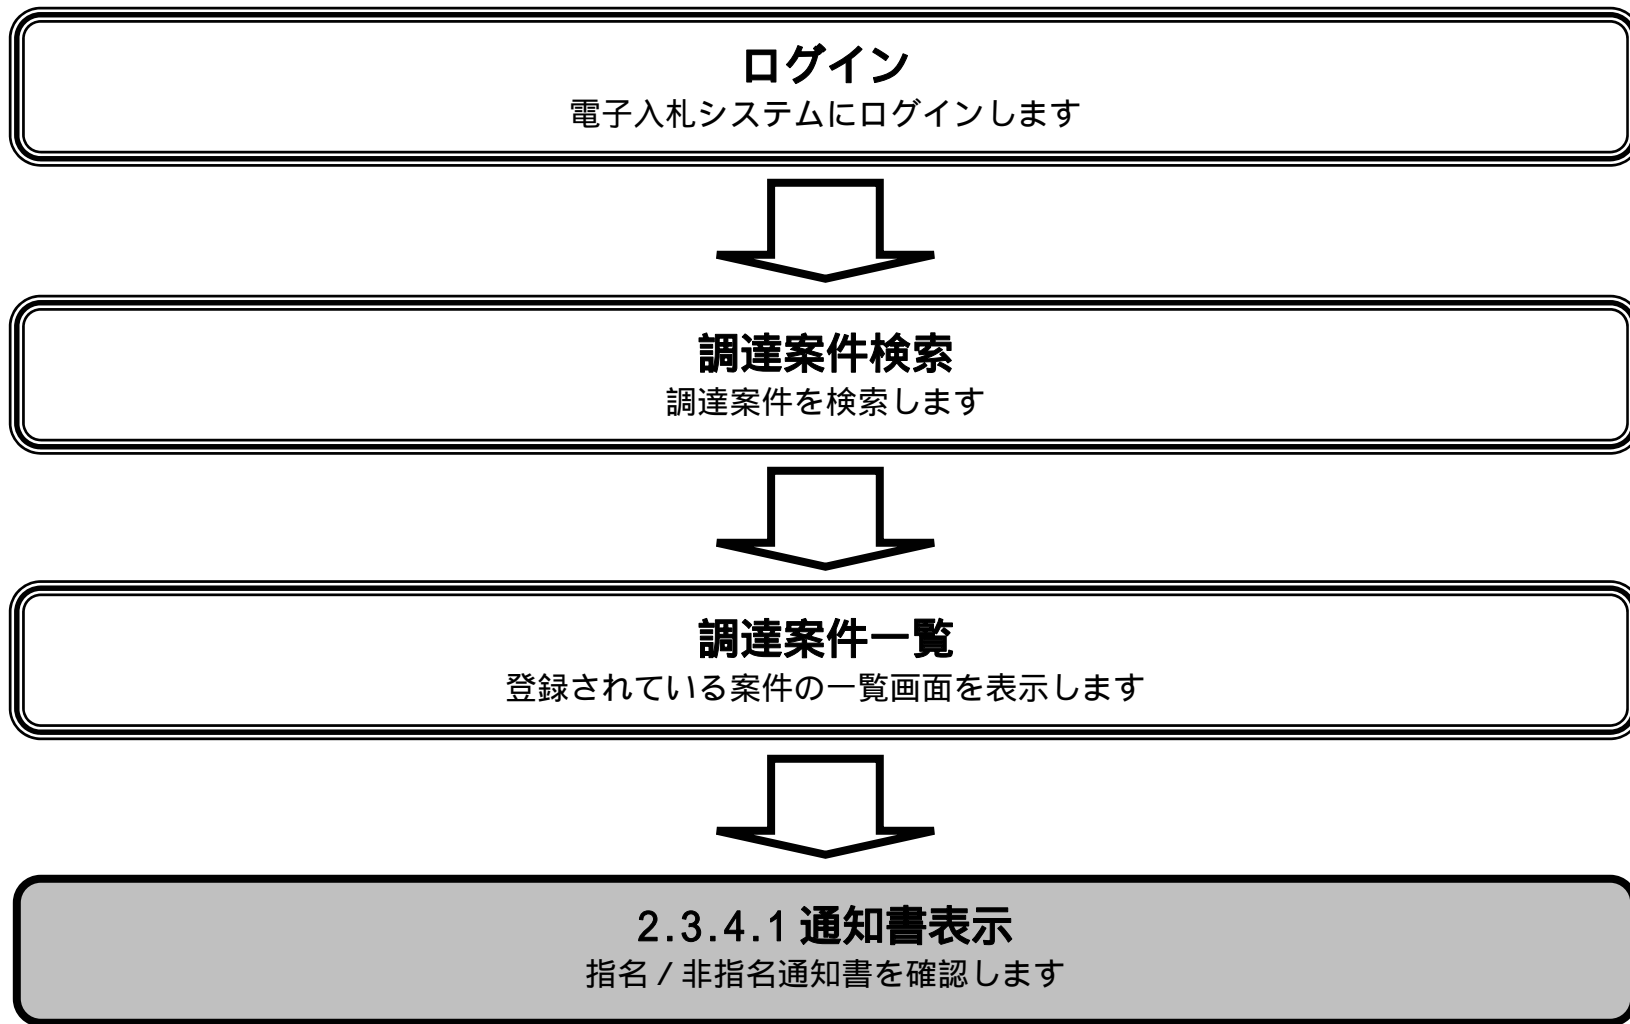 ログイン
電子入札システムにログインします
調達案件検索
調達案件を検索します
調達案件一覧
登録されている案件の一覧画面を表示します
2.3.4.1 通知書表示
指名／非指名通知書を確認します